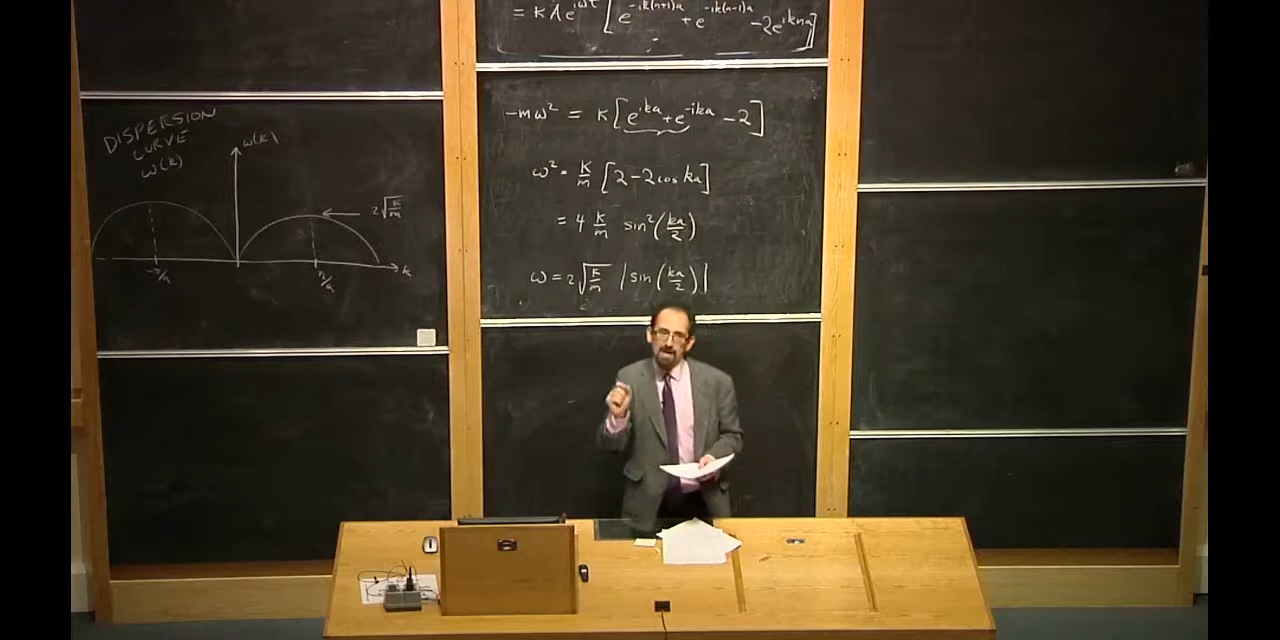 DISPERSION
CURVE
ω(k)
ω(k)
2√(K/m)
-π/a
π/a
k
= K A e^{iωt} [e^{-ik(n+1)a} + e^{-ik(n-1)a} - 2e^{ikna}]
-mω² = K[e^{ika} + e^{-ika} - 2]
ω² = K/m [2 - 2cos ka]
= 4 K/m sin²(ka/2)
ω = 2√(K/m) |sin(ka/2)|